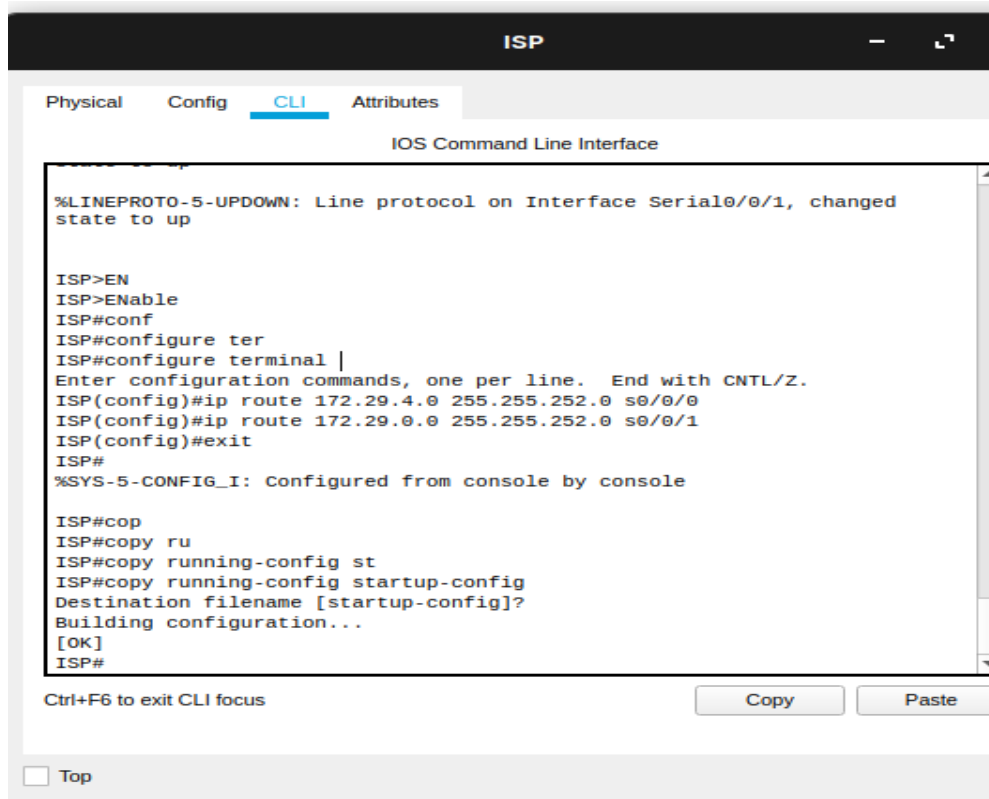 ISP
Physical Config CLI Attributes
IOS Command Line Interface
%LINEPROTO-5-UPDOWN: Line protocol on Interface Serial0/0/1, changed
state to up
ISP>EN
ISP>ENable
ISP#conf
ISP#configure ter
ISP#configure terminal
Enter configuration commands, one per line.  End with CNTL/Z.
ISP(config)#ip route 172.29.4.0 255.255.252.0 s0/0/0
ISP(config)#ip route 172.29.0.0 255.255.252.0 s0/0/1
ISP(config)#exit
ISP#
%SYS-5-CONFIG_I: Configured from console by console
ISP#cop
ISP#copy ru
ISP#copy running-config st
ISP#copy running-config startup-config
Destination filename [startup-config]?
Building configuration...
[OK]
ISP#
Ctrl+F6 to exit CLI focus
Copy Paste
Top